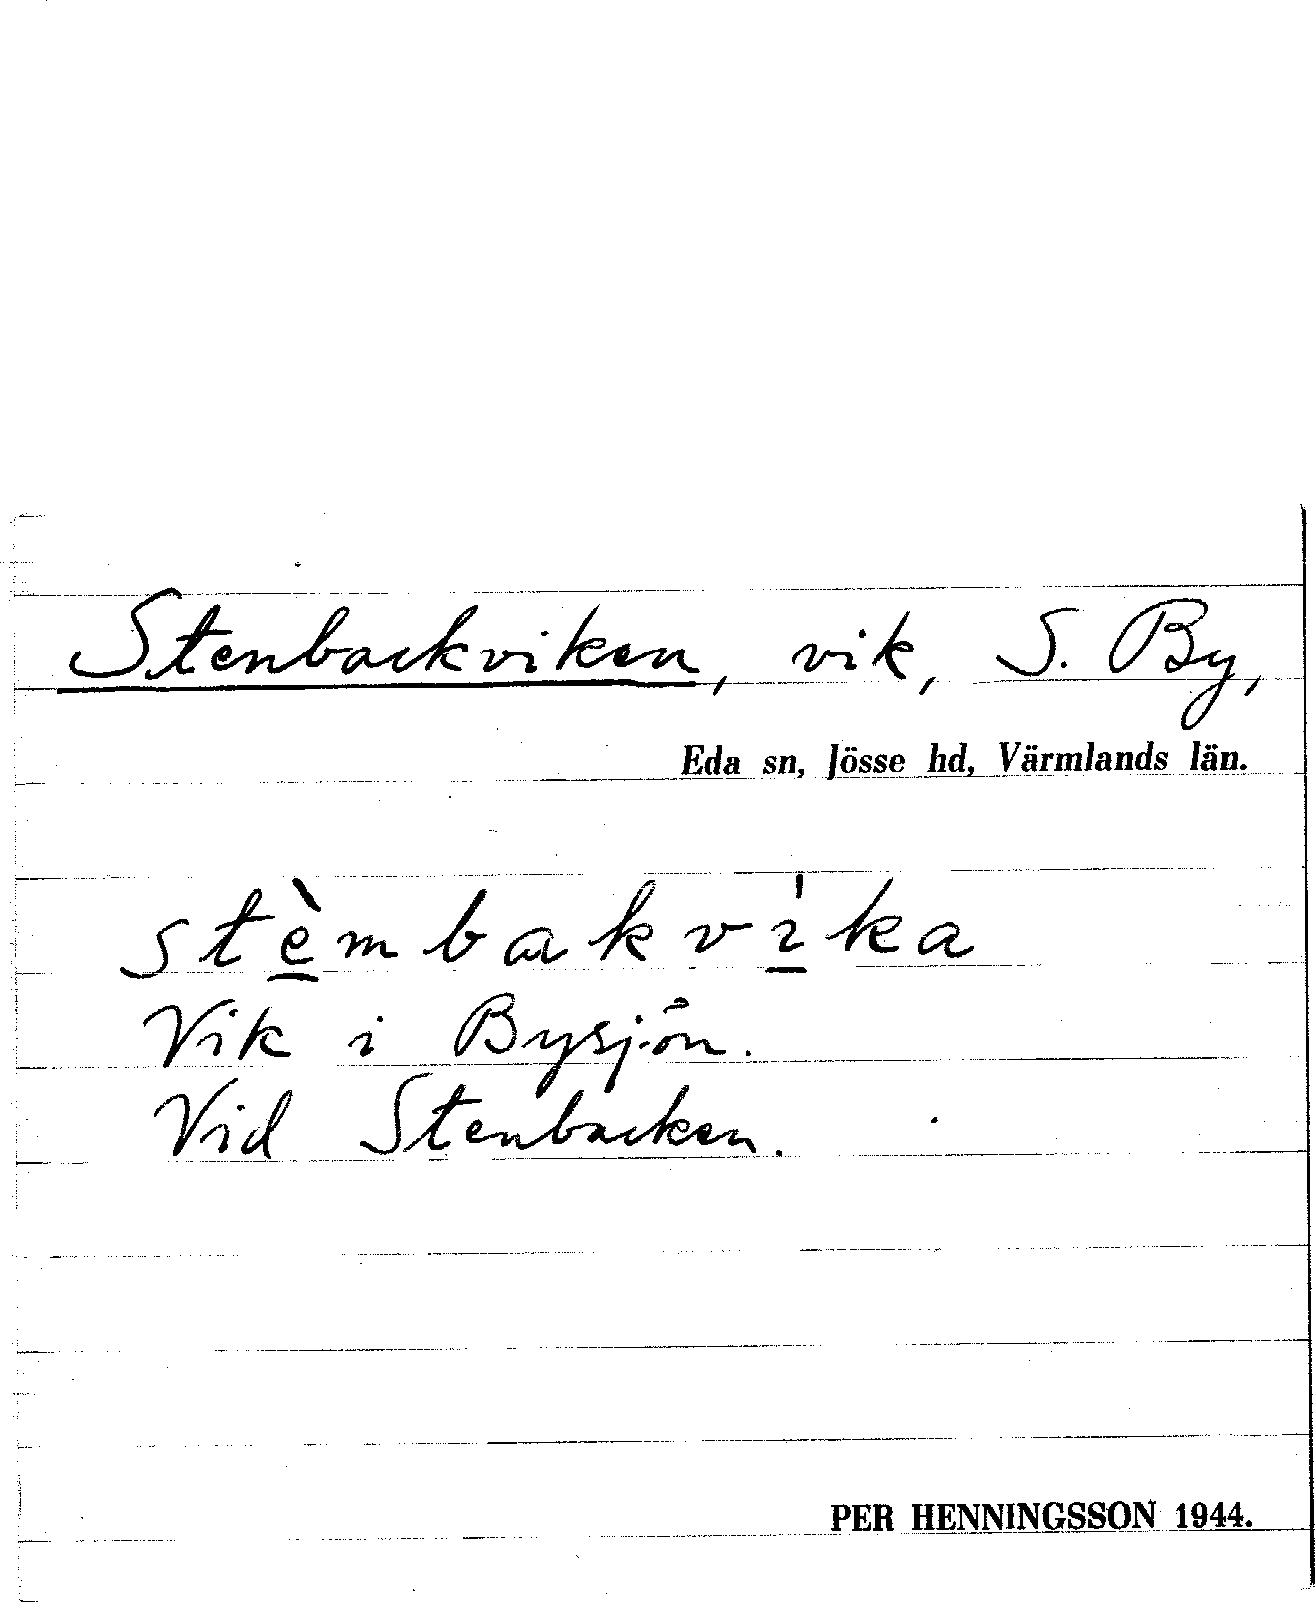 Stenbackviken, vik, S. By,
Eda sn, Jösse hd, Värmlands län.
stèmbakvìka
Vik i Bysjön.
Vid Stenbacken.
PER HENNINGSSON 1944.